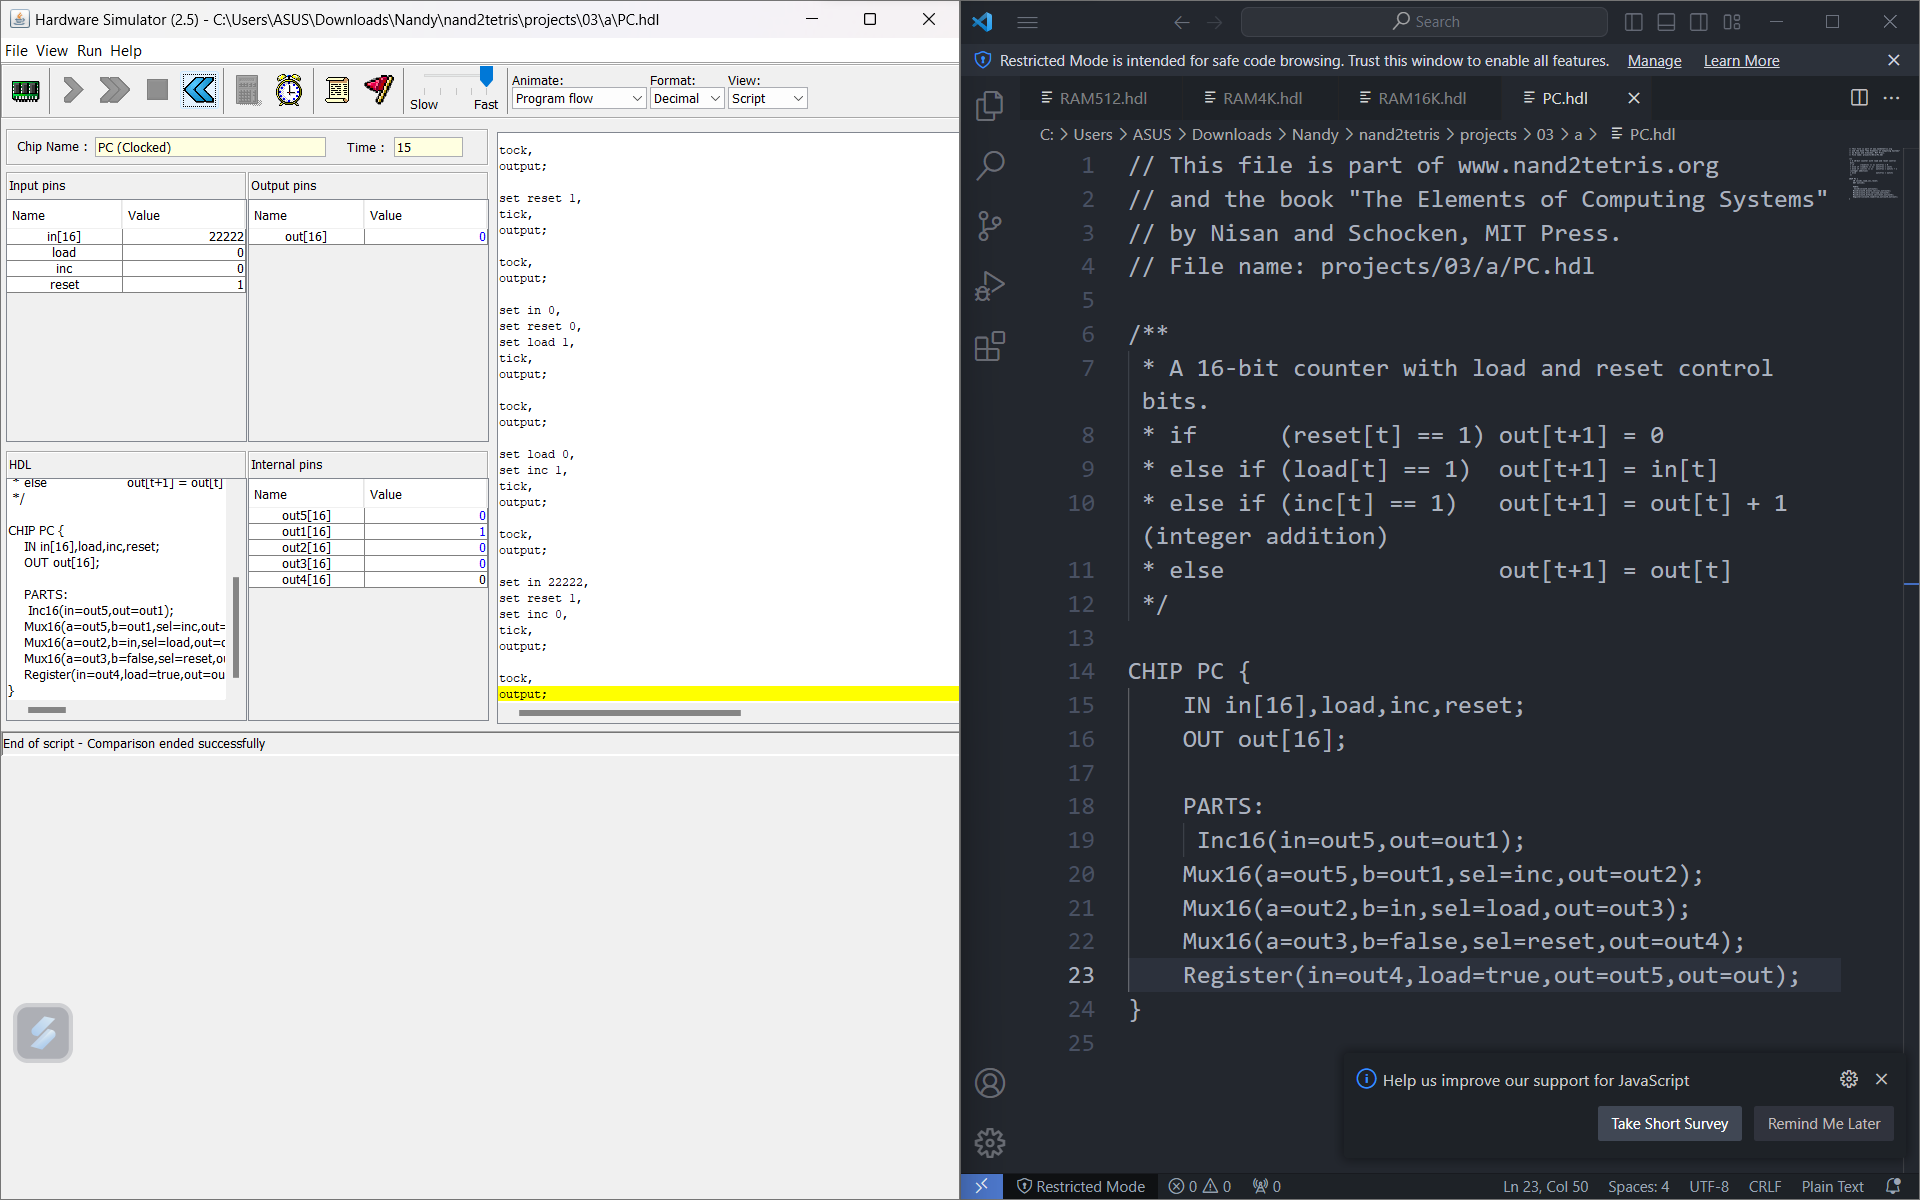 Hardware Simulator (2.5) - C:\Users\ASUS\Downloads\Nandy\nand2tetris\projects\03\a\PC.hdl
File View Run Help
Slow Fast
Animate: Format: View:
Program flow Decimal Script
Chip Name : PC (Clocked) Time : 15
Input pins
Name Value
in[16] 22222
load 0
inc 0
reset 1
Output pins
Name Value
out[16] 0
HDL
* else out[t+1] = out[t]
*/
CHIP PC {
IN in[16],load,inc,reset;
OUT out[16];
PARTS:
Inc16(in=out5,out=out1);
Mux16(a=out5,b=out1,sel=inc,out=
Mux16(a=out2,b=in,sel=load,out=
Mux16(a=out3,b=false,sel=reset,
Register(in=out4,load=true,out=ou
}
Internal pins
Name Value
out5[16] 0
out1[16] 1
out2[16] 0
out3[16] 0
out4[16] 0
tock,
output;
set reset 1,
tick,
output;
tock,
output;
set in 0,
set reset 0,
set load 1,
tick,
output;
tock,
output;
set load 0,
set inc 1,
tick,
output;
tock,
output;
set in 22222,
set reset 1,
set inc 0,
tick,
output;
tock,
output;
End of script - Comparison ended successfully
Search
Restricted Mode is intended for safe code browsing. Trust this window to enable all features. Manage Learn More
RAM512.hdl RAM4K.hdl RAM16K.hdl PC.hdl
C: > Users > ASUS > Downloads > Nandy > nand2tetris > projects > 03 > a > PC.hdl
1 // This file is part of www.nand2tetris.org
2 // and the book "The Elements of Computing Systems"
3 // by Nisan and Schocken, MIT Press.
4 // File name: projects/03/a/PC.hdl
5
6 /**
7 * A 16-bit counter with load and reset control
bits.
8 * if (reset[t] == 1) out[t+1] = 0
9 * else if (load[t] == 1) out[t+1] = in[t]
10 * else if (inc[t] == 1) out[t+1] = out[t] + 1
(integer addition)
11 * else out[t+1] = out[t]
12 */
13
14 CHIP PC {
15 IN in[16],load,inc,reset;
16 OUT out[16];
17
18 PARTS:
19 Inc16(in=out5,out=out1);
20 Mux16(a=out5,b=out1,sel=inc,out=out2);
21 Mux16(a=out2,b=in,sel=load,out=out3);
22 Mux16(a=out3,b=false,sel=reset,out=out4);
23 Register(in=out4,load=true,out=out5,out=out);
24 }
25
Help us improve our support for JavaScript
Take Short Survey Remind Me Later
Restricted Mode 0 0 0 Ln 23, Col 50 Spaces: 4 UTF-8 CRLF Plain Text